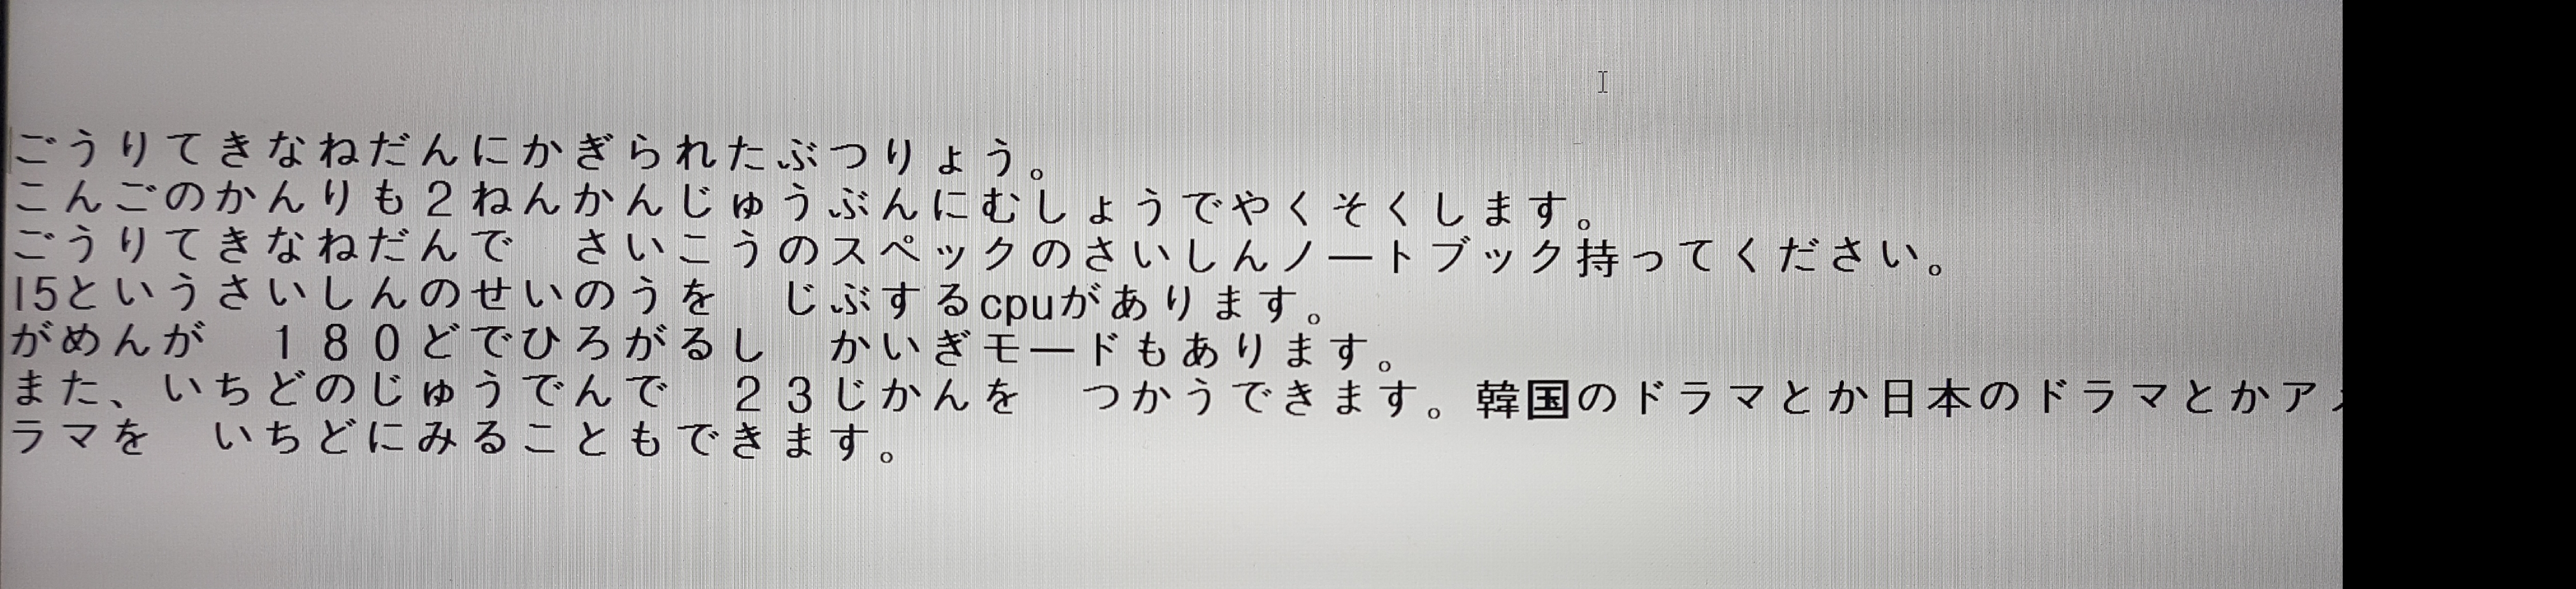 ごうりてきなねだんにかぎられたぶつりょう。
こんごのかんりも2ねんかんじゅうぶんにむしょうでやくそくします。
ごうりてきなねだんで　さいこうのスペックのさいしんノートブック持ってください。
I5というさいしんのせいのうを　じぶするcpuがあります。
がめんが　１８０どでひろがるし　かいぎモードもあります。
また、いちどのじゅうでんで　２３じかんを　つかうできます。韓国のドラマとか日本のドラマとか
ラマを　いちどにみることもできます。